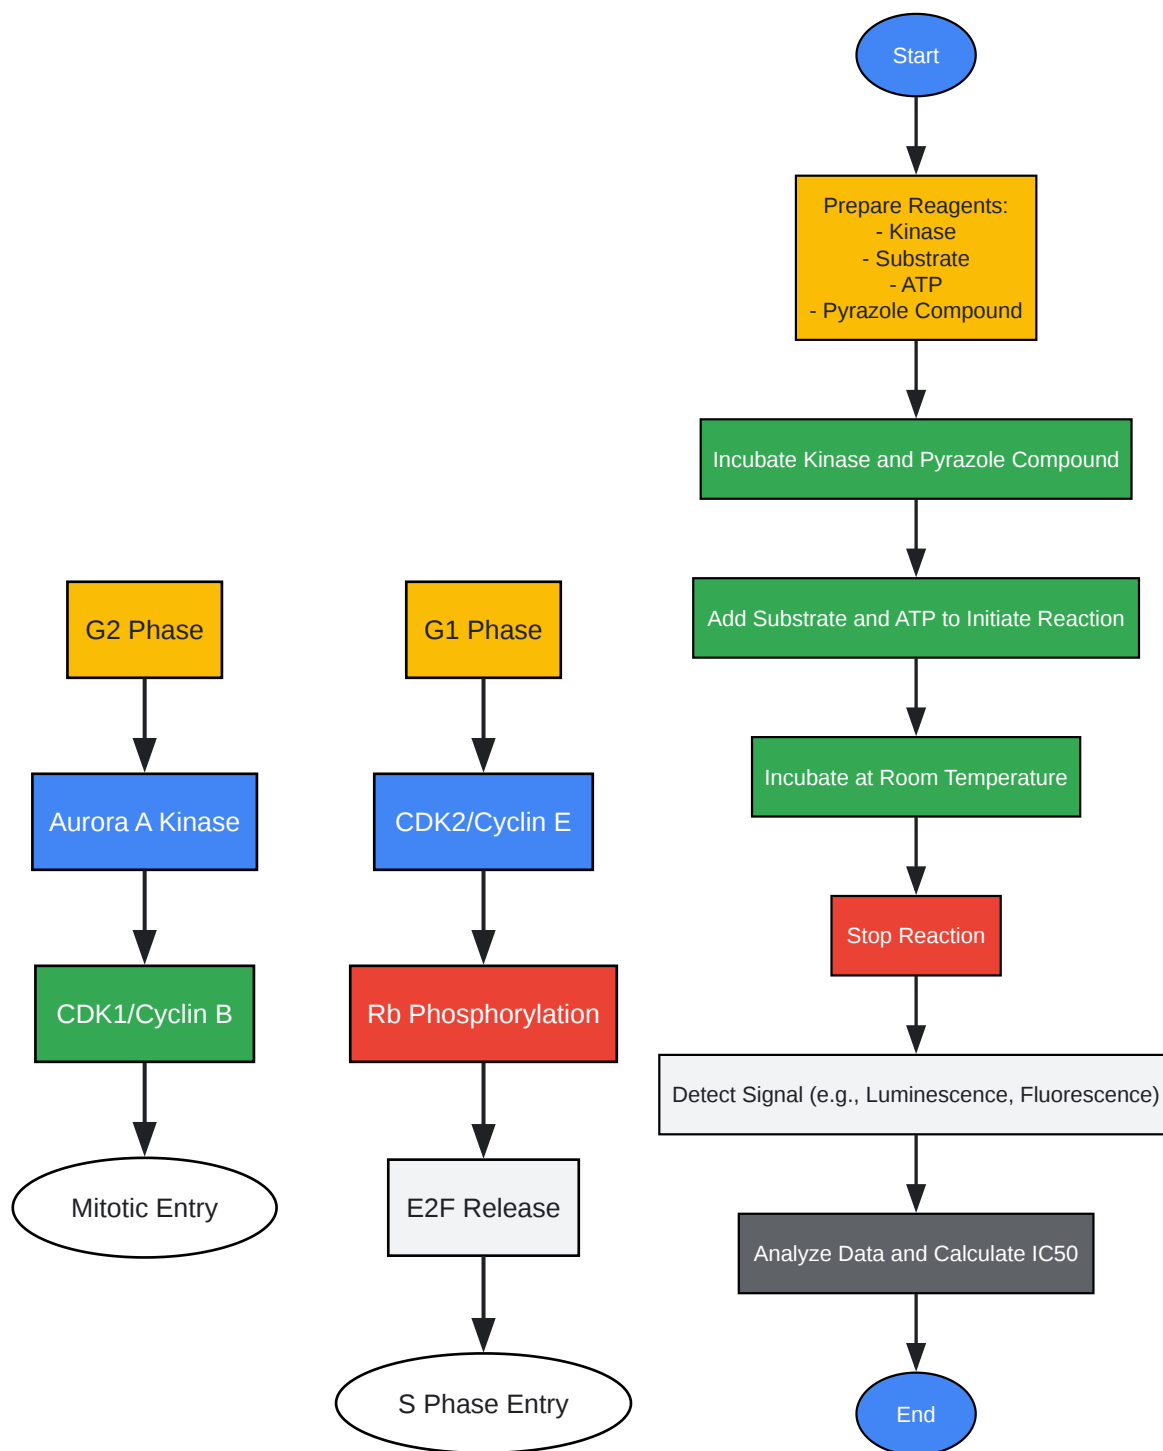 G2 Phase
Aurora A Kinase
CDK1/Cyclin B
Mitotic Entry
G1 Phase
CDK2/Cyclin E
Rb Phosphorylation
E2F Release
S Phase Entry
Start
Prepare Reagents:
- Kinase
- Substrate
- ATP
- Pyrazole Compound
Incubate Kinase and Pyrazole Compound
Add Substrate and ATP to Initiate Reaction
Incubate at Room Temperature
Stop Reaction
Detect Signal (e.g., Luminescence, Fluorescence)
Analyze Data and Calculate IC50
End